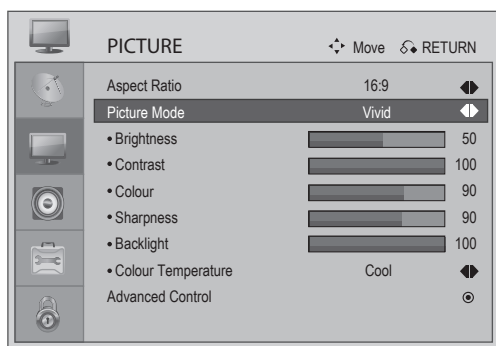 PICTURE Move RETURN
Aspect Ratio 16:9
Picture Mode Vivid
• Brightness 50
• Contrast 100
• Colour 90
• Sharpness 90
• Backlight 100
• Colour Temperature Cool
Advanced Control